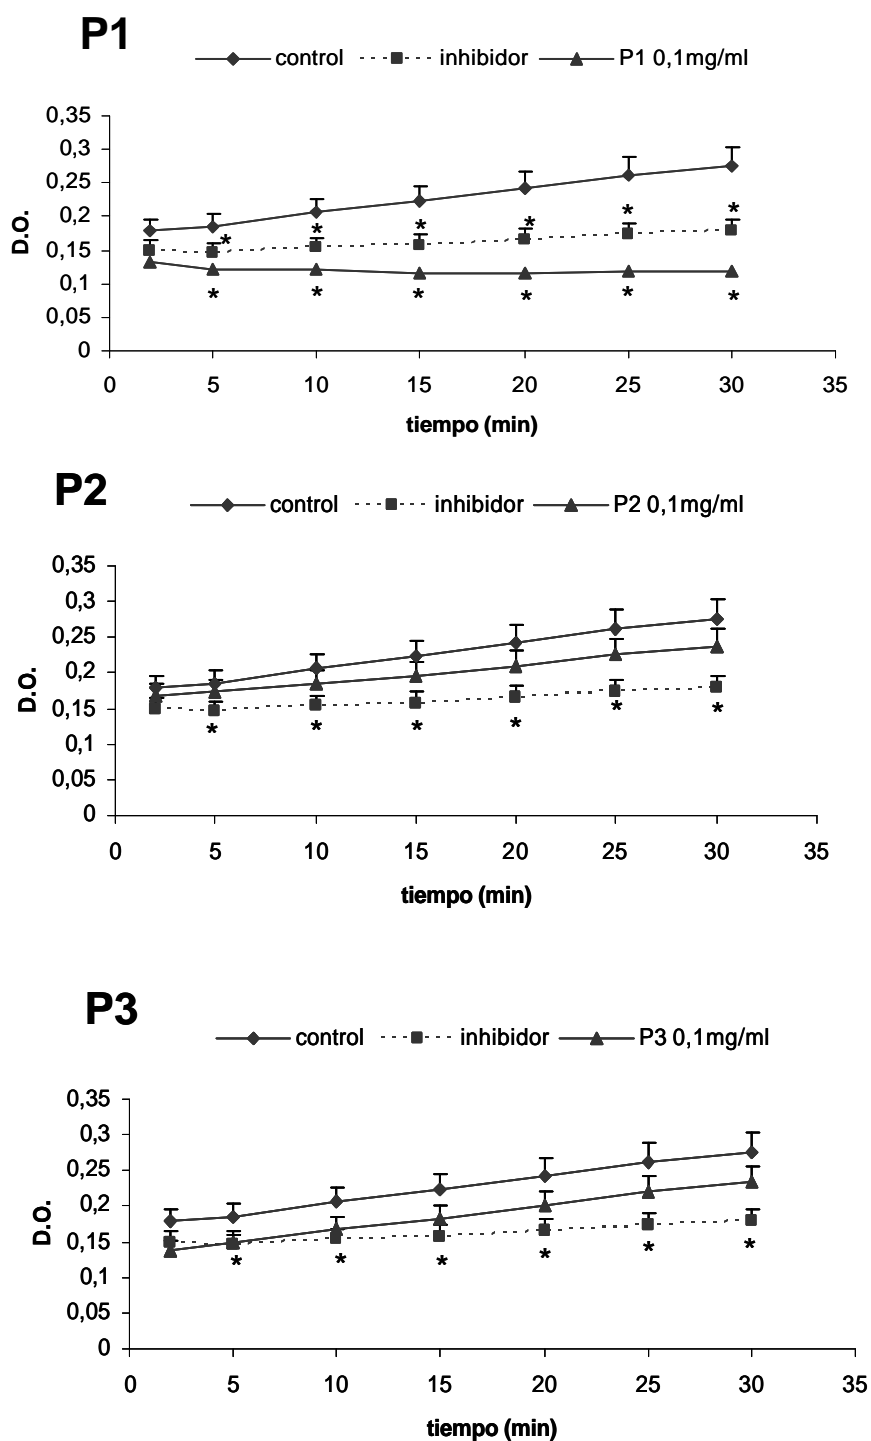 P1
control inhibidor P1 0,1mg/ml
0,35
0,3
0,25
0,2
0,15
0,1
0,05
0
D.O.
* * * * * *
* * * * * *
0 5 10 15 20 25 30 35
tiempo (min)
P2
control inhibidor P2 0,1mg/ml
0,35
0,3
0,25
0,2
0,15
0,1
0,05
0
D.O.
* * * * * *
0 5 10 15 20 25 30 35
tiempo (min)
P3
control inhibidor P3 0,1mg/ml
0,35
0,3
0,25
0,2
0,15
0,1
0,05
0
D.O.
* * * * * *
0 5 10 15 20 25 30 35
tiempo (min)